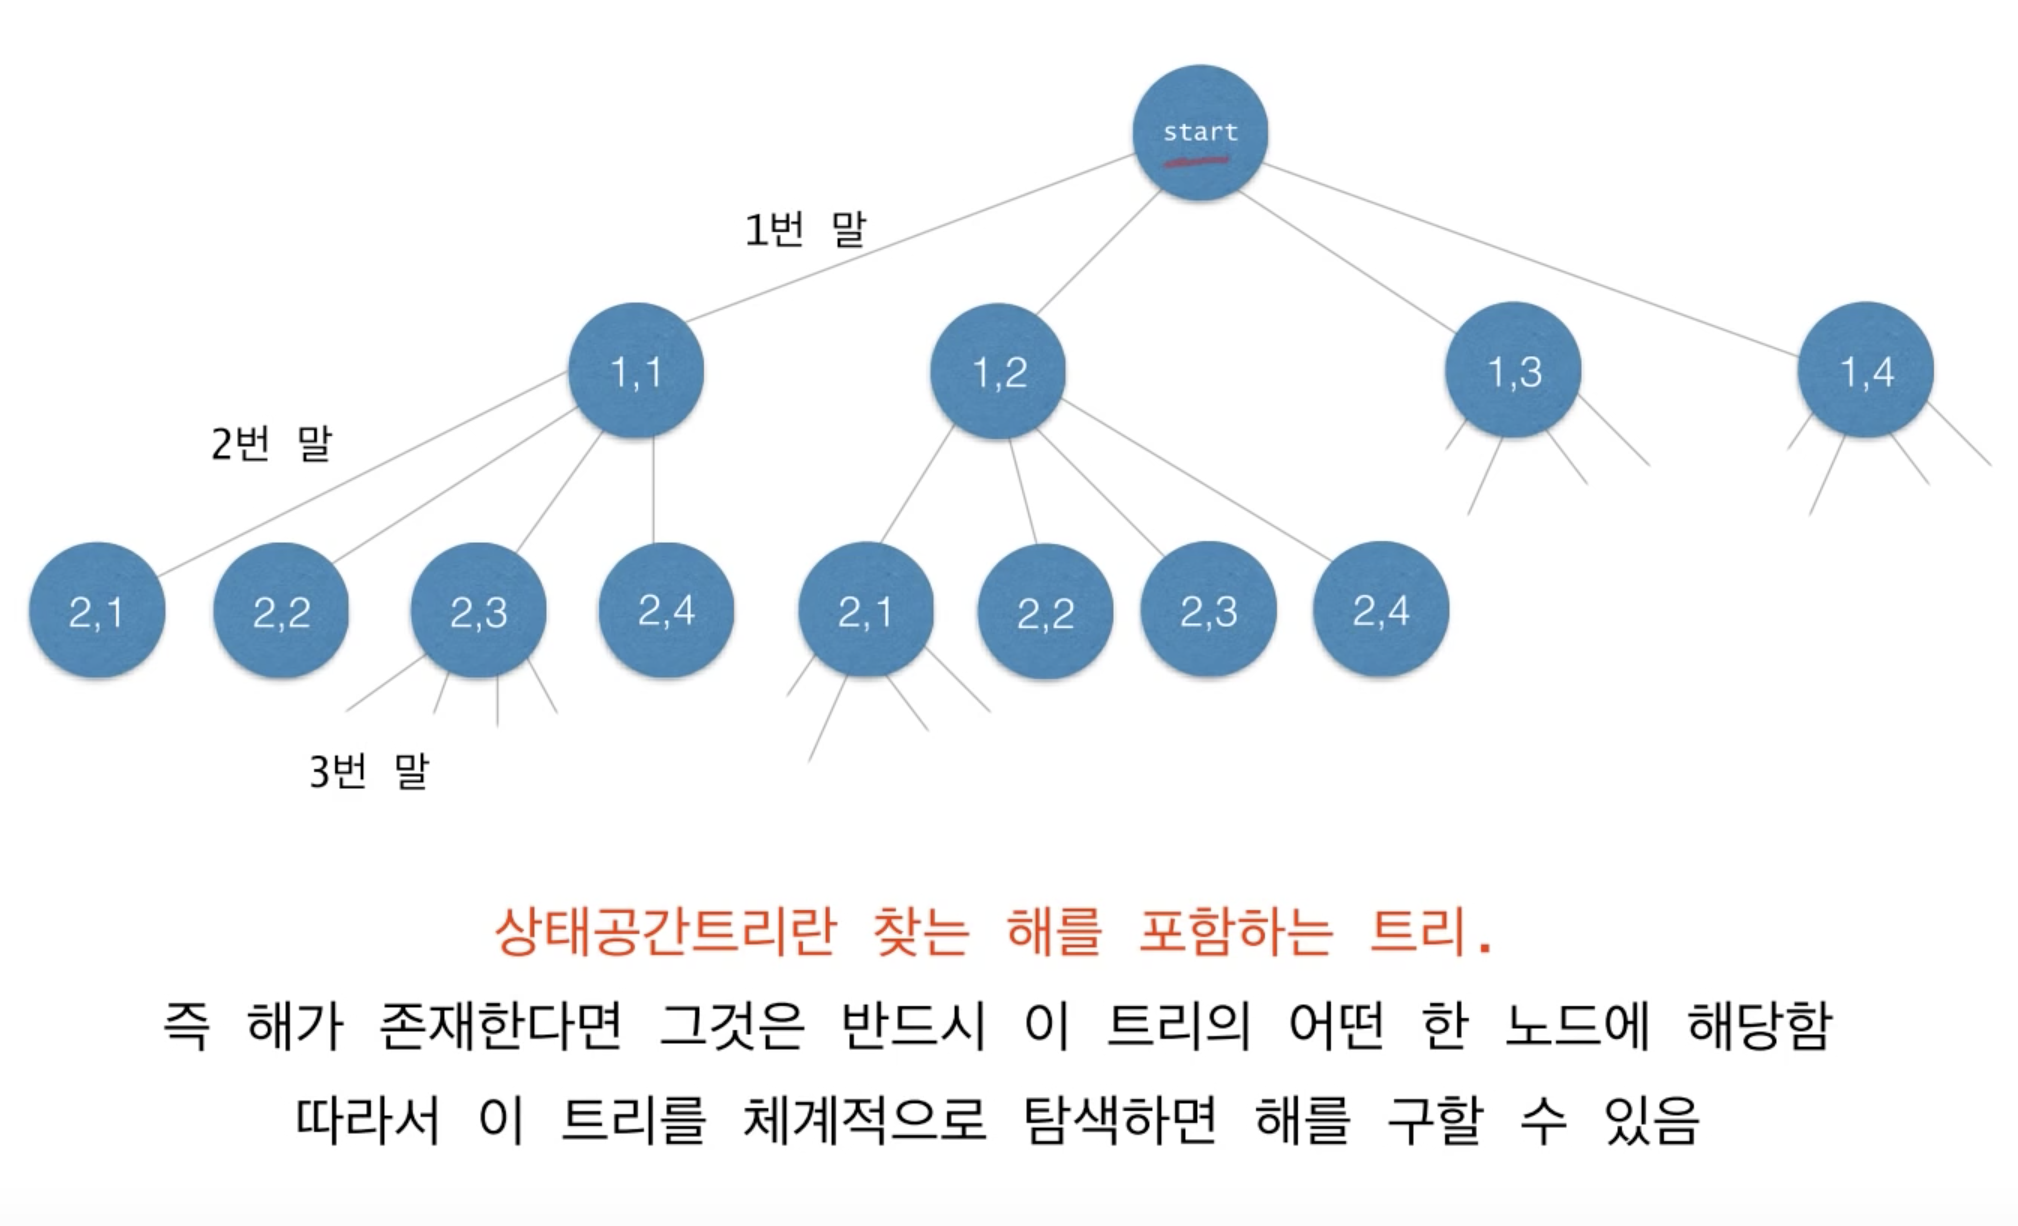 start
1번 말
1,1
1,2
1,3
1,4
2번 말
2,1
2,2
2,3
2,4
2,1
2,2
2,3
2,4
3번 말
상태공간트리란 찾는 해를 포함하는 트리.
즉 해가 존재한다면 그것은 반드시 이 트리의 어떤 한 노드에 해당함
따라서 이 트리를 체계적으로 탐색하면 해를 구할 수 있음